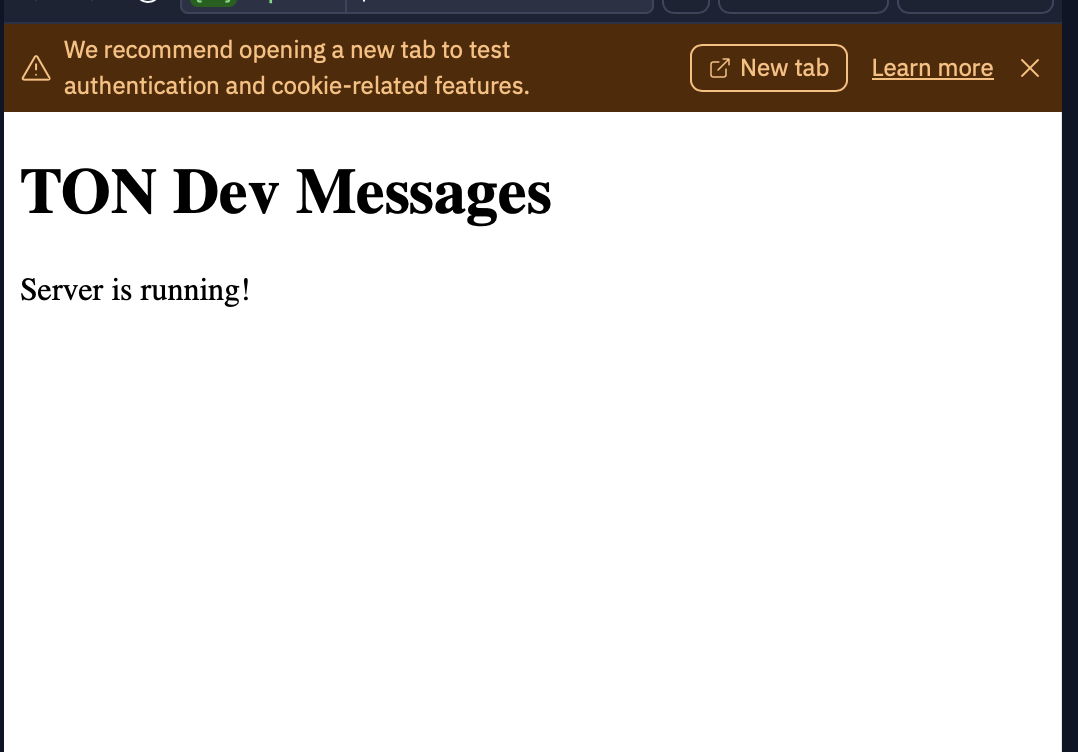 We recommend opening a new tab to test
authentication and cookie-related features.
New tab
Learn more
TON Dev Messages
Server is running!